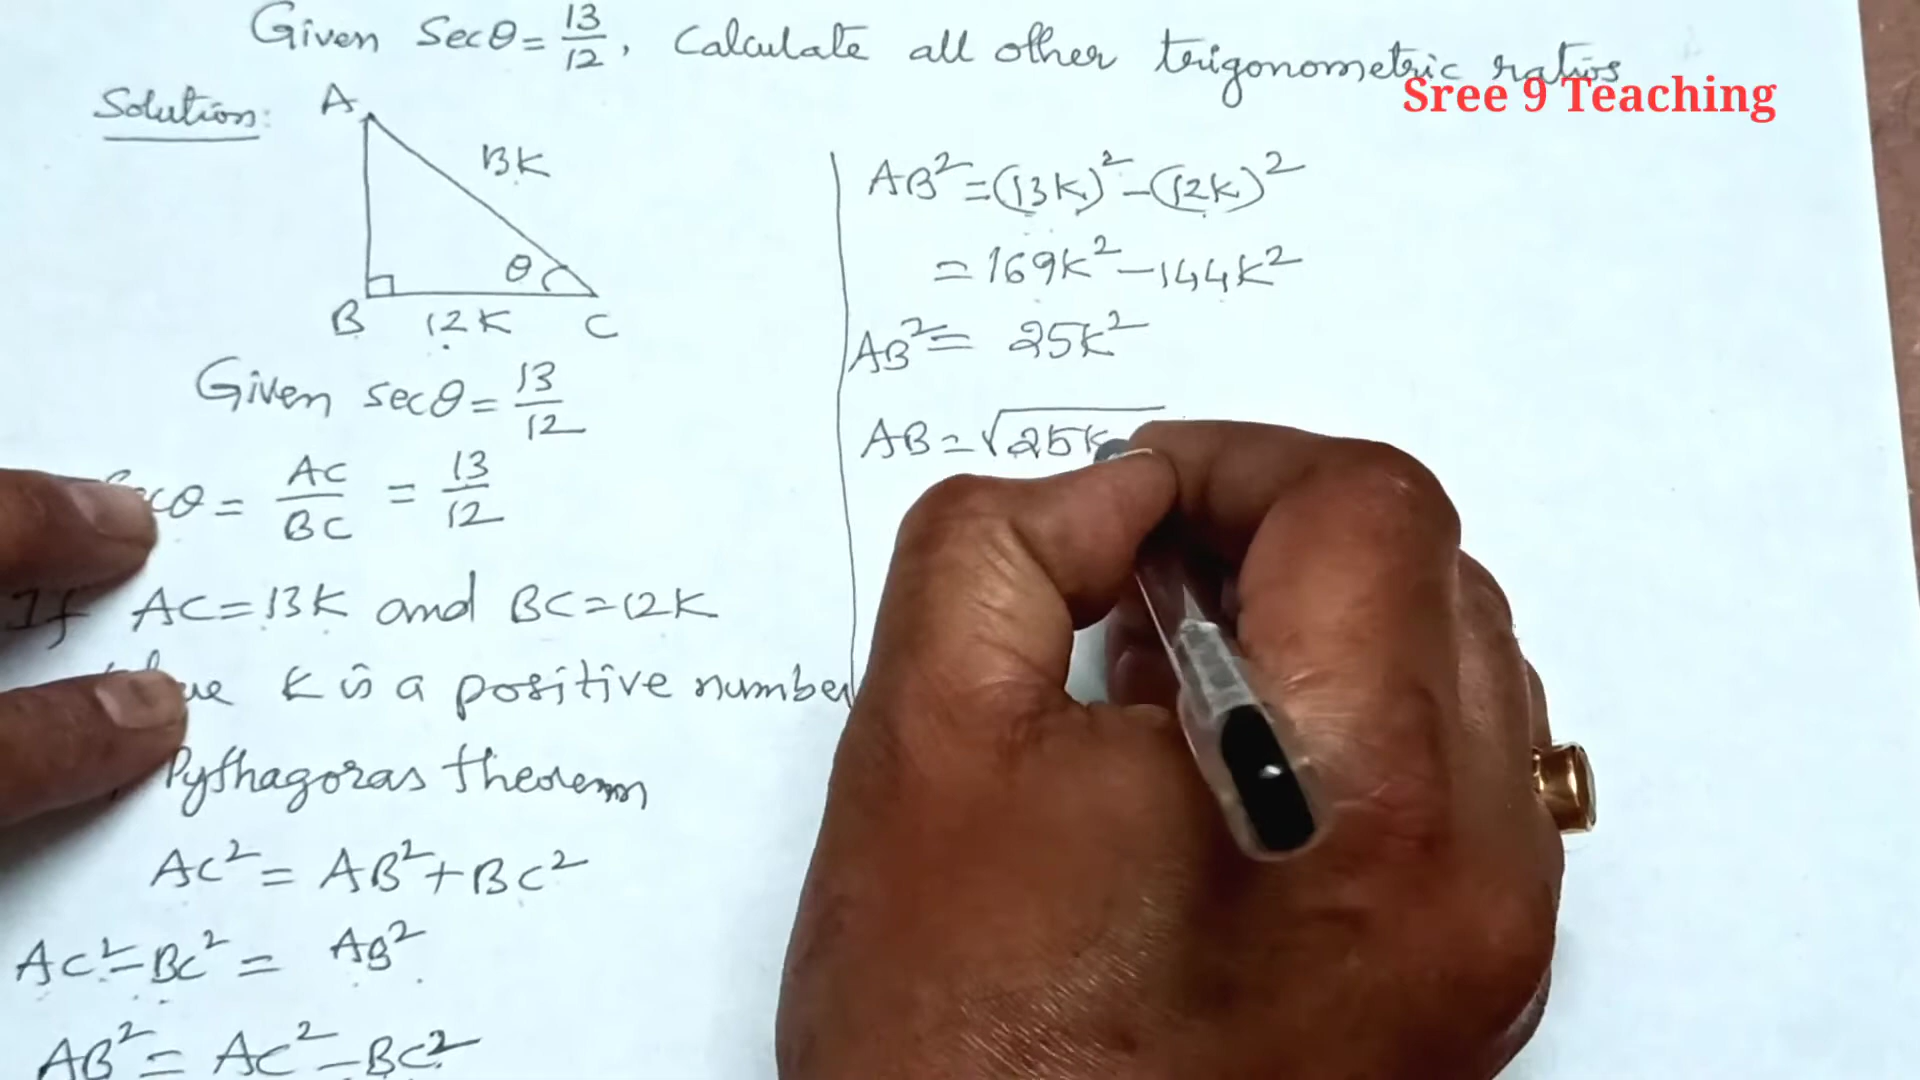 Given Secθ = 13/12, Calculate all other trigonometric ratios
Sree 9 Teaching
Solution:
A
13K
θ
B 12K C
Given secθ = 13/12
cθ = AC/BC = 13/12
If AC = 13K and BC = 12K
K is a positive number
Pythagoras theorem
AC² = AB² + BC²
AC² - BC² = AB²
AB² = AC² - BC²
AB² = (13K)² - (12K)²
= 169K² - 144K²
AB² = 25K²
AB = √25K